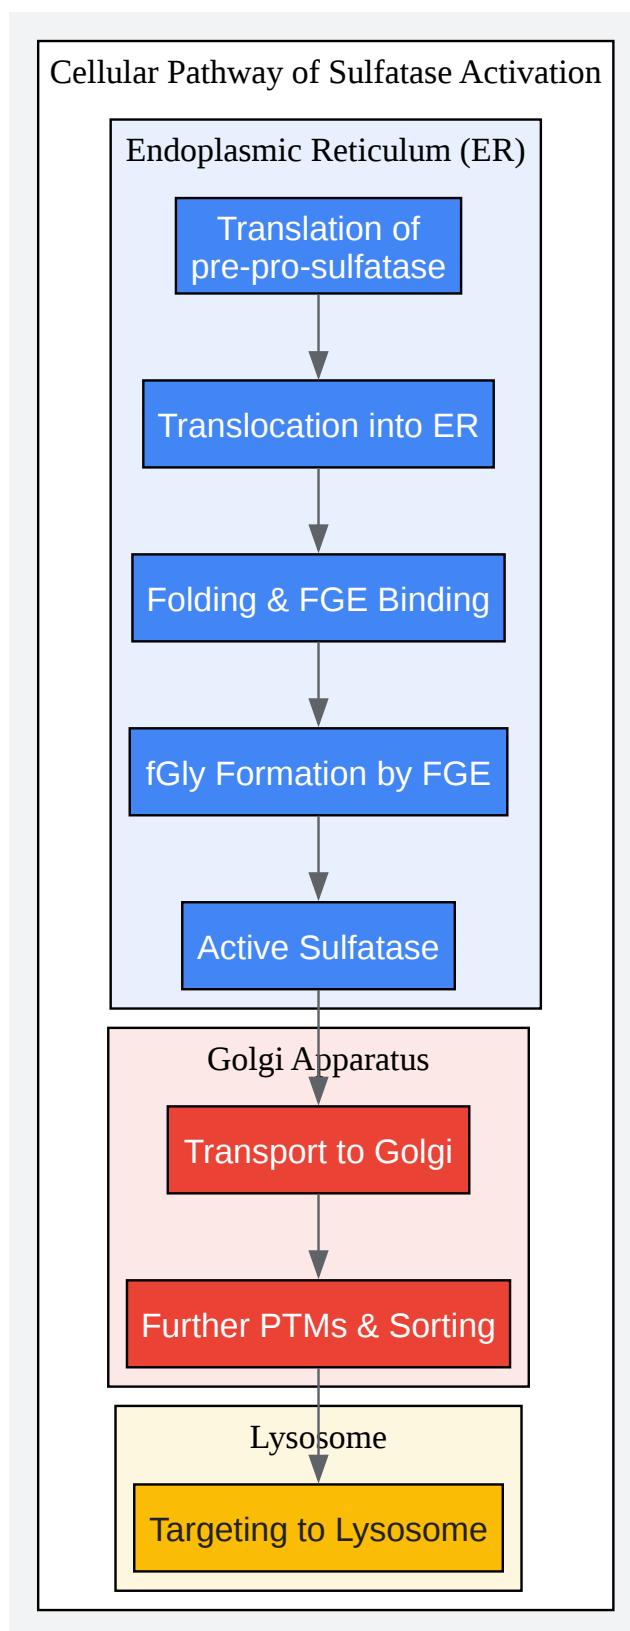 Cellular Pathway of Sulfatase Activation
Endoplasmic Reticulum (ER)
Translation of
pre-pro-sulfatase
Translocation into ER
Folding & FGE Binding
fGly Formation by FGE
Active Sulfatase
Golgi Apparatus
Transport to Golgi
Further PTMs & Sorting
Lysosome
Targeting to Lysosome